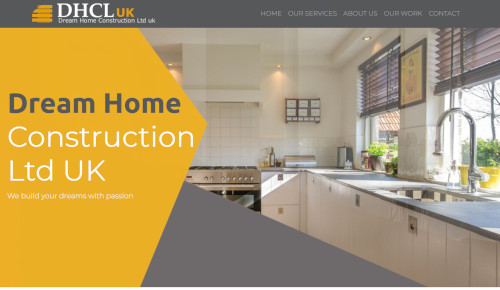 DHCL UK
Dream Home Construction Ltd uk
HOME OUR SERVICES ABOUT US OUR WORK CONTACT
Dream Home
Construction
Ltd UK
We build your dreams with passion